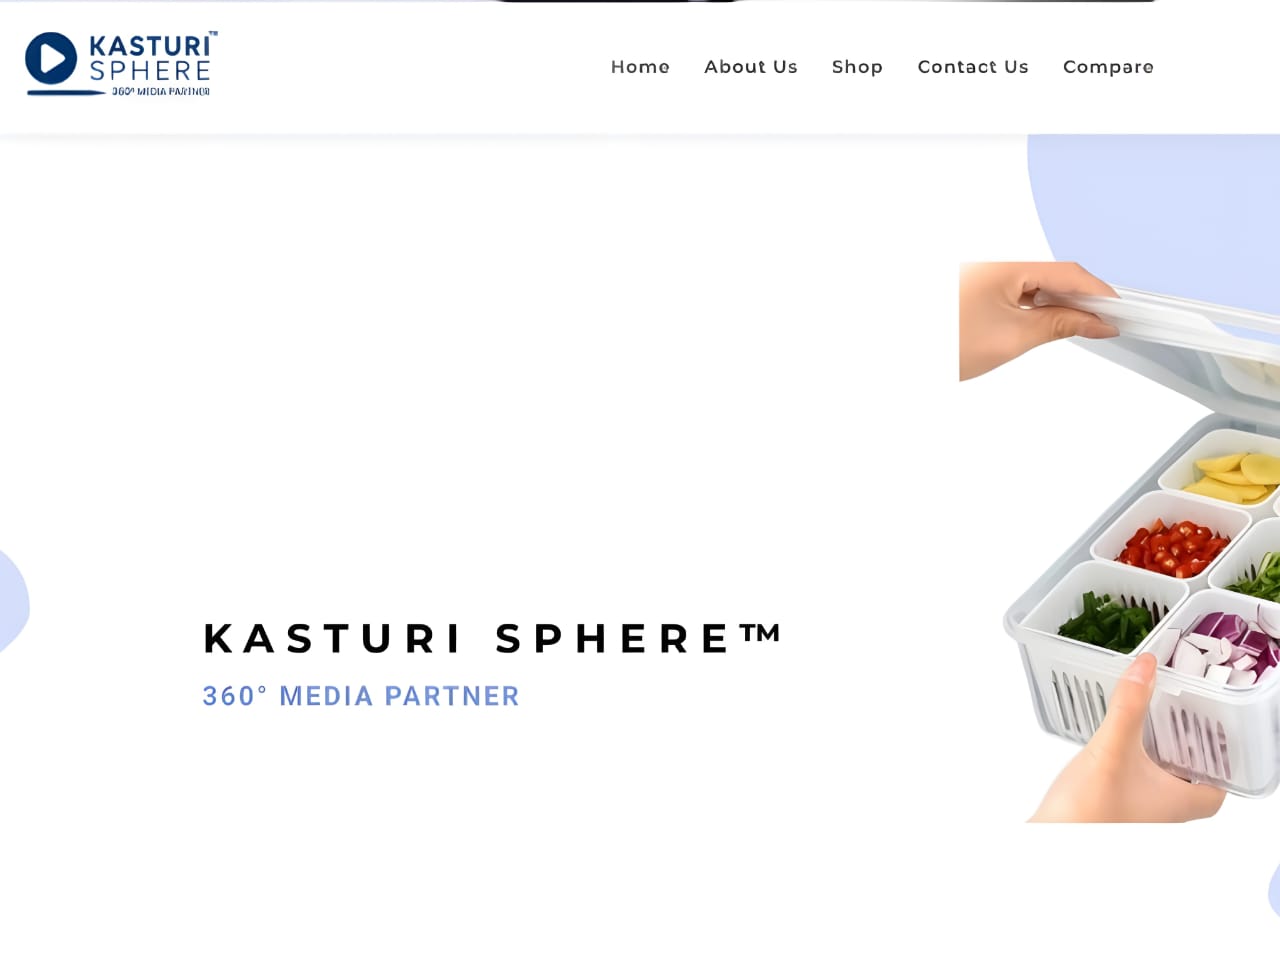 KASTURI™
SPHERE
360° MEDIA PARTNER
Home About Us Shop Contact Us Compare
KASTURI SPHERE™
360° MEDIA PARTNER